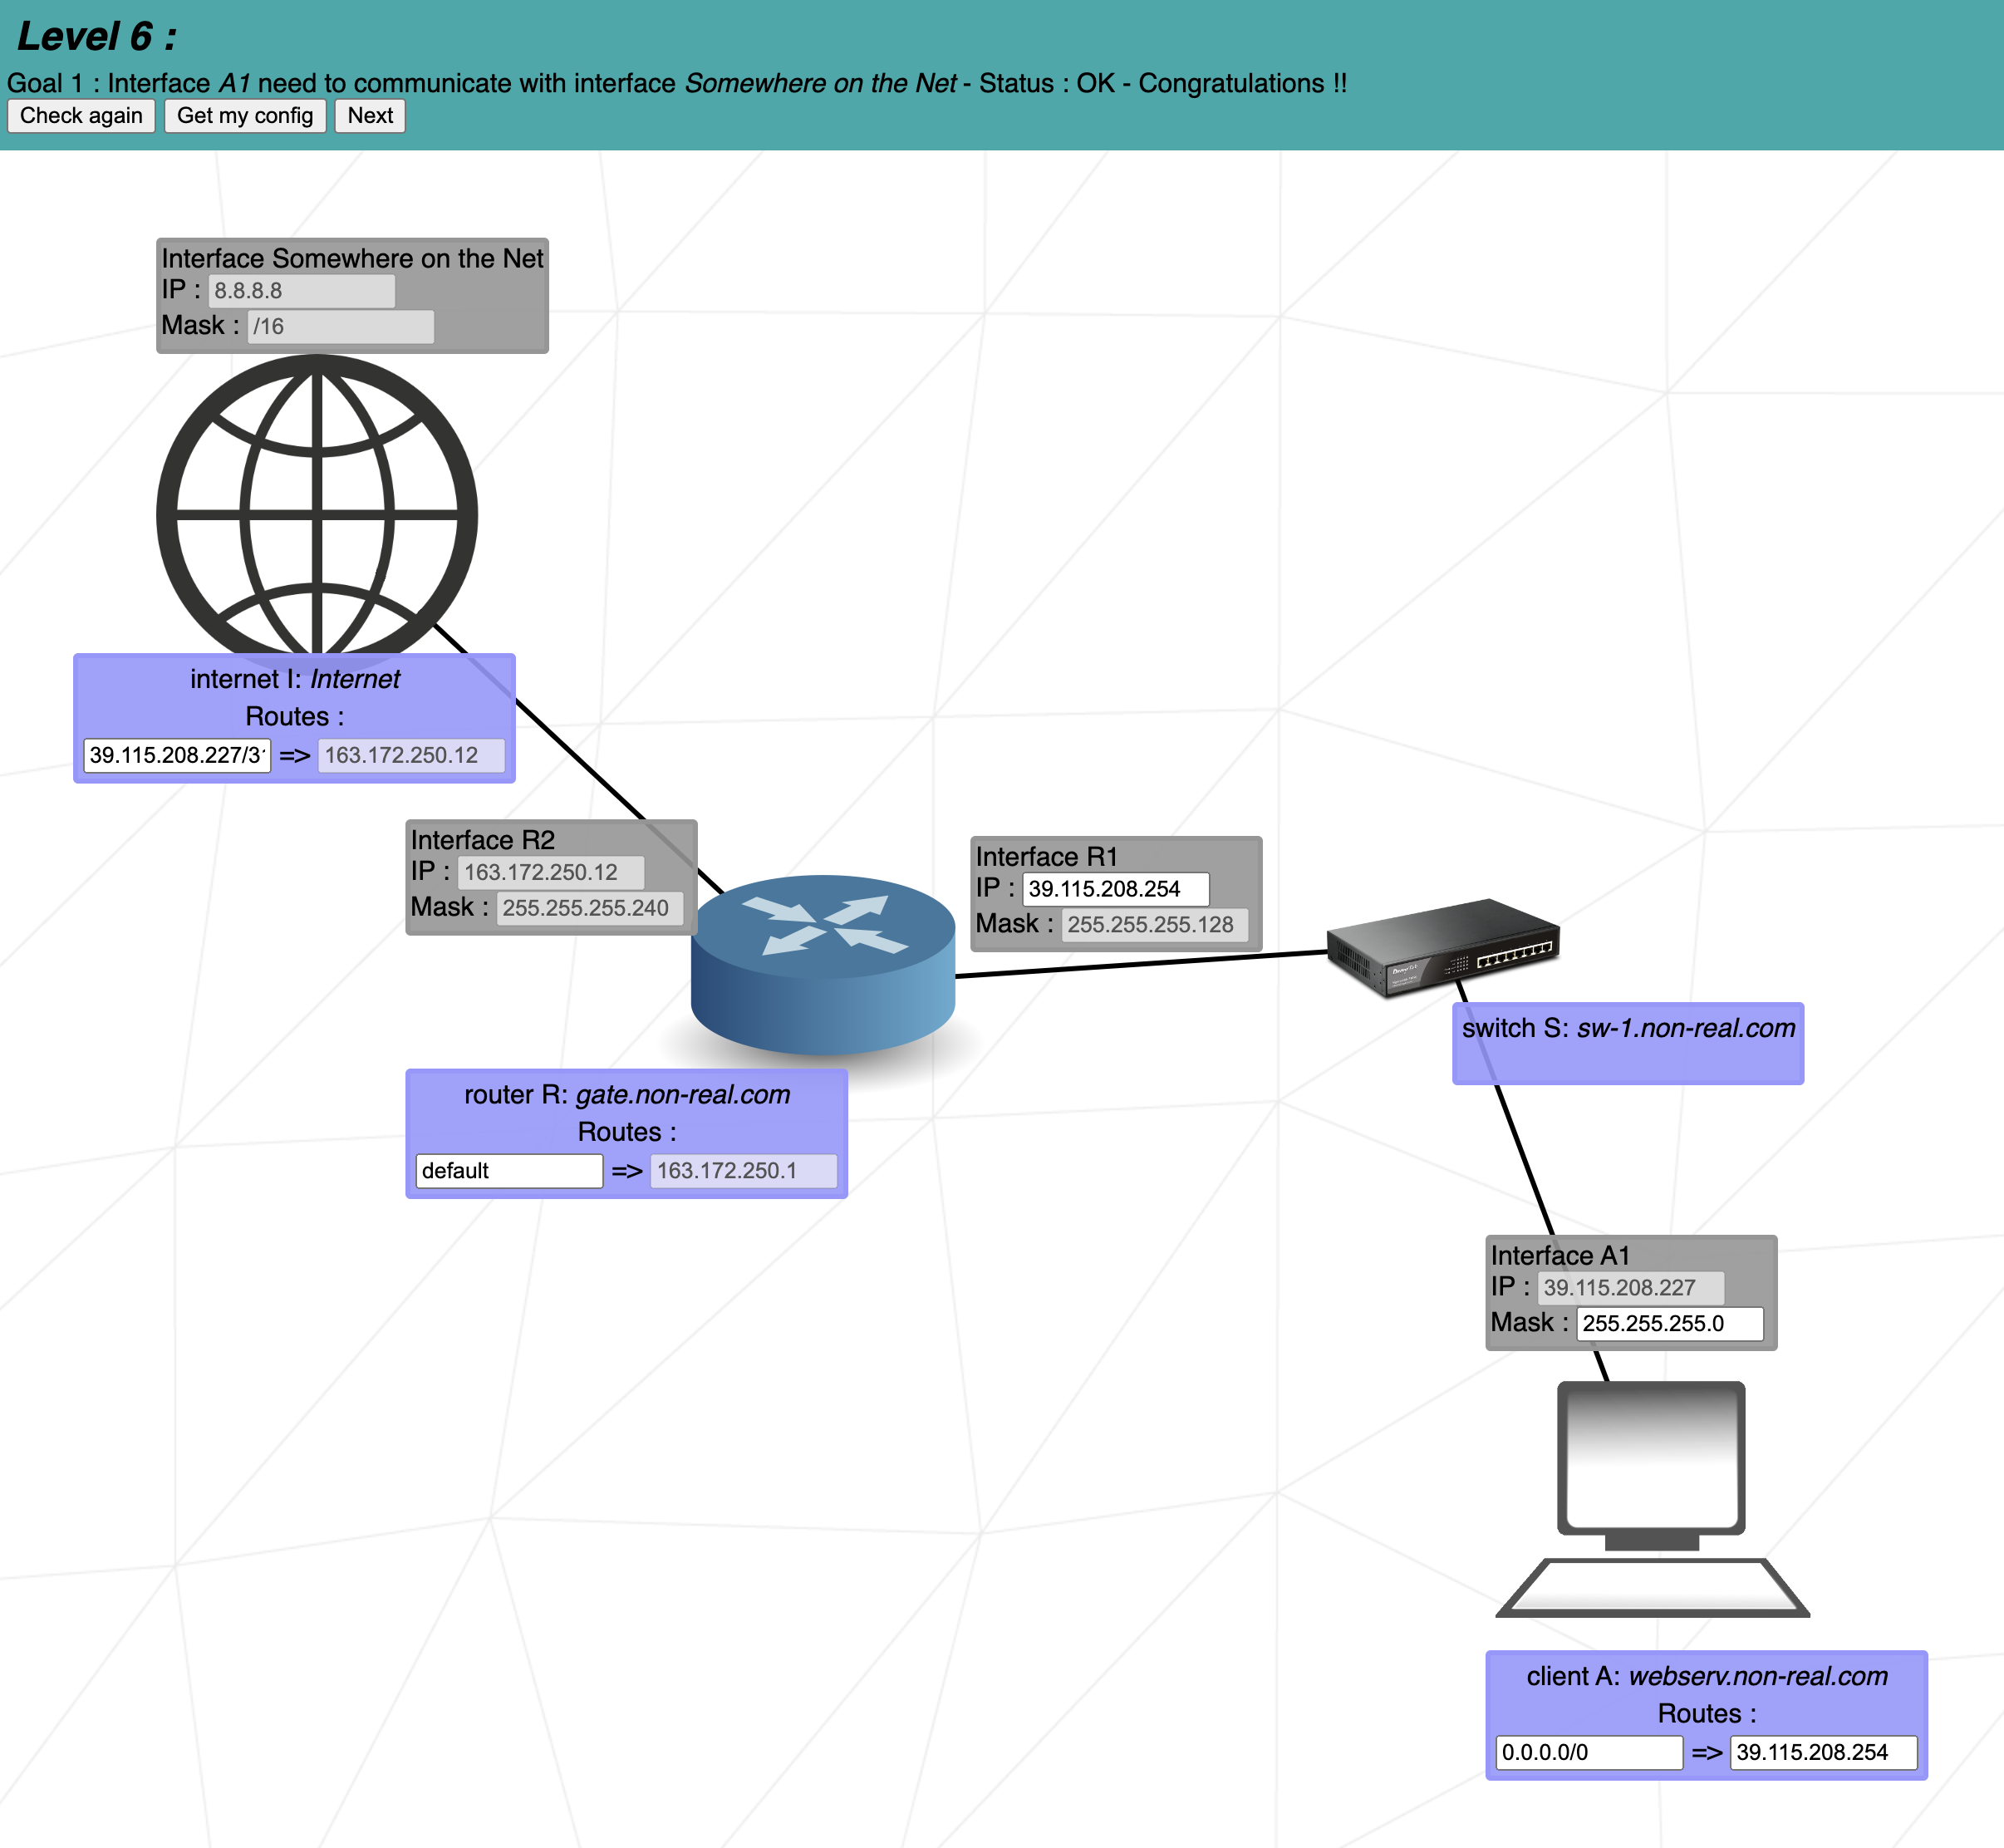 Level 6 :
Goal 1 : Interface A1 need to communicate with interface Somewhere on the Net - Status : OK - Congratulations !!
Check again Get my config Next
Interface Somewhere on the Net
IP : 8.8.8.8
Mask : /16
internet I: Internet
Routes :
39.115.208.227/31 => 163.172.250.12
Interface R2
IP : 163.172.250.12
Mask : 255.255.255.240
Interface R1
IP : 39.115.208.254
Mask : 255.255.255.128
switch S: sw-1.non-real.com
router R: gate.non-real.com
Routes :
default => 163.172.250.1
Interface A1
IP : 39.115.208.227
Mask : 255.255.255.0
client A: webserv.non-real.com
Routes :
0.0.0.0/0 => 39.115.208.254